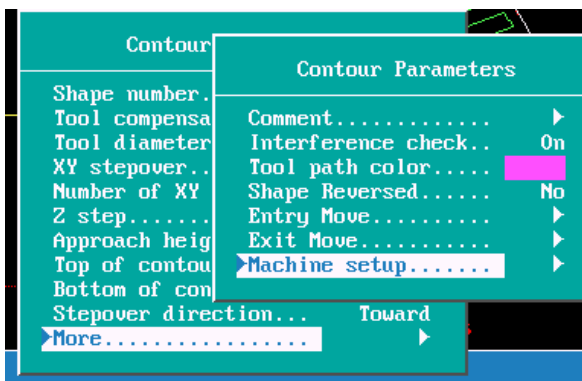 Contour
Shape number.
Tool compensa
Tool diameter
XY stepover..
Number of XY
Z step.......
Approach heig
Top of contou
Bottom of con
Stepover direction... Toward
More.................
Contour Parameters
Comment.............
Interference check.. On
Tool path color.....
Shape Reversed...... No
Entry Move..........
Exit Move...........
Machine setup.......